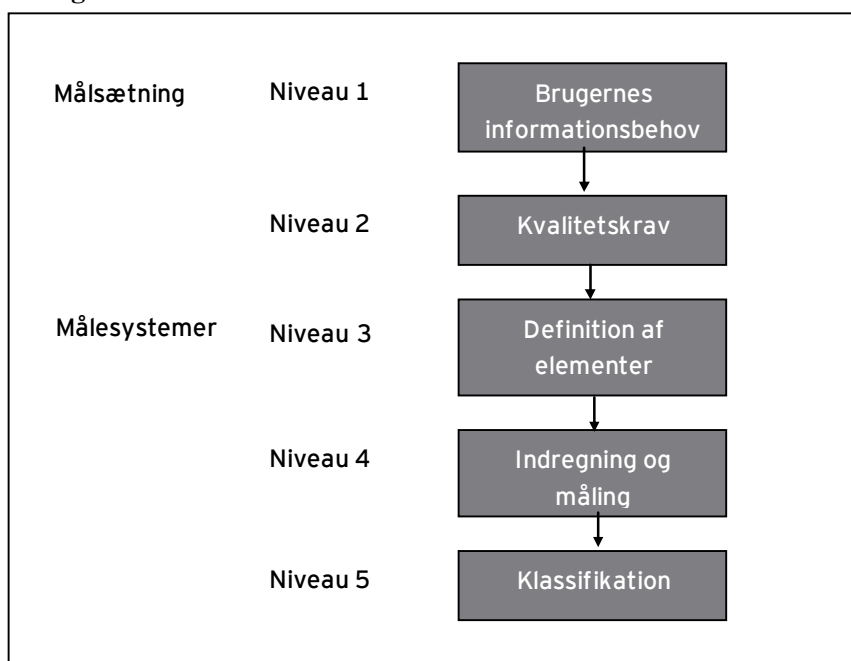 Målsætning Niveau 1 Brugernes
informationsbehov
Niveau 2 Kvalitetskrav
Målesystemer Niveau 3 Definition af
elementer
Niveau 4 Indregning og
måling
Niveau 5 Klassifikation